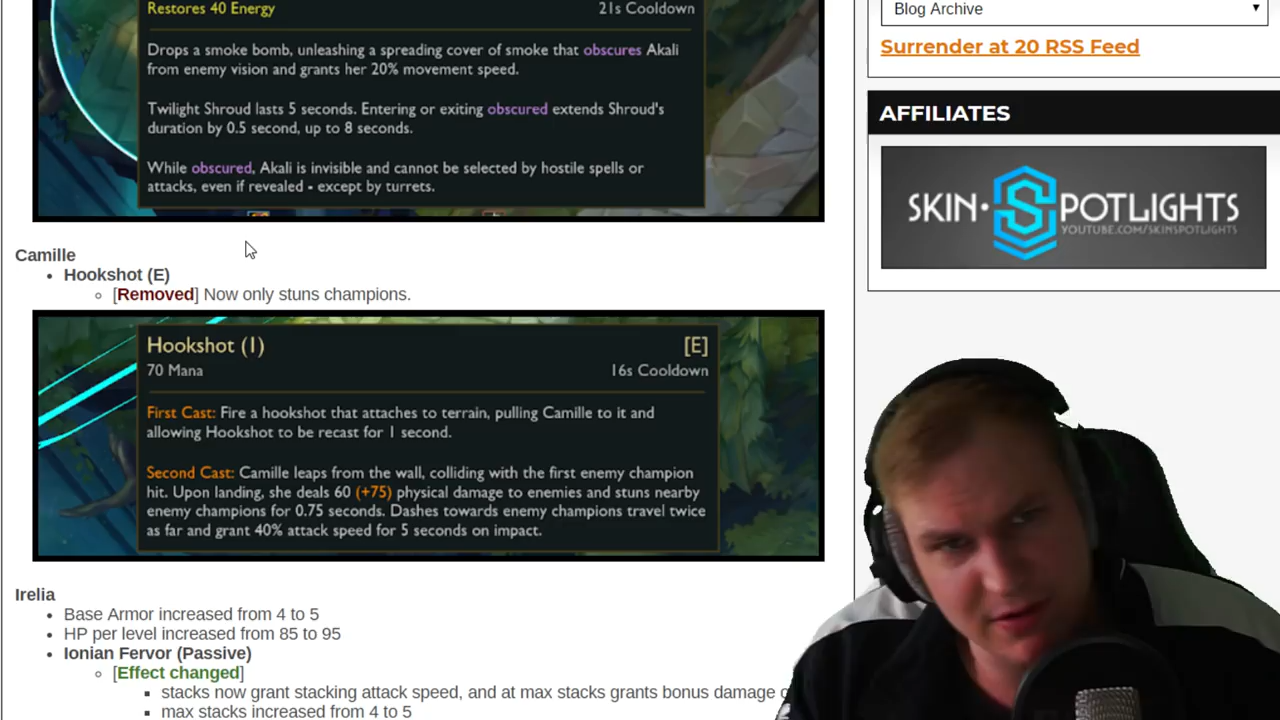 Restores 40 Energy
21s Cooldown
Drops a smoke bomb, unleashing a spreading cover of smoke that obscures Akali
from enemy vision and grants her 20% movement speed.
Twilight Shroud lasts 5 seconds. Entering or exiting obscured extends Shroud's
duration by 0.5 second, up to 8 seconds.
While obscured, Akali is invisible and cannot be selected by hostile spells or
attacks, even if revealed - except by turrets.
Camille
• Hookshot (E)
[Removed] Now only stuns champions.
Hookshot (1)
[E]
70 Mana
16s Cooldown
First Cast: Fire a hookshot that attaches to terrain, pulling Camille to it and
allowing Hookshot to be recast for 1 second.
Second Cast: Camille leaps from the wall, colliding with the first enemy champion
hit. Upon landing, she deals 60 (+75) physical damage to enemies and stuns nearby
enemy champions for 0.75 seconds. Dashes towards enemy champions travel twice
as far and grant 40% attack speed for 5 seconds on impact.
Irelia
• Base Armor increased from 4 to 5
• HP per level increased from 85 to 95
• Ionian Fervor (Passive)
[Effect changed]
stacks now grant stacking attack speed, and at max stacks grants bonus damage
max stacks increased from 4 to 5
Blog Archive
Surrender at 20 RSS Feed
AFFILIATES
SKIN·SPOTLIGHTS
YOUTUBE.COM/SKINSPOTLIGHTS